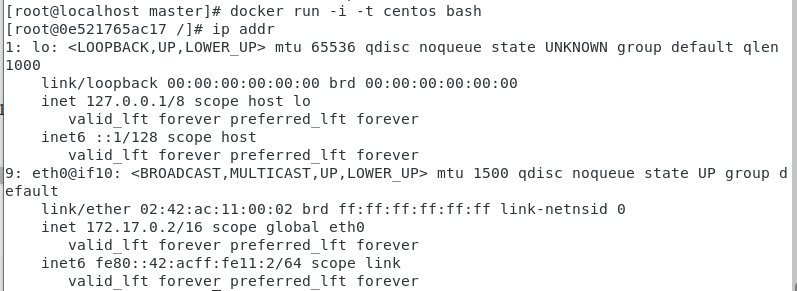 [root@localhost master]# docker run -i -t centos bash
[root@0e521765ac17 /]# ip addr
1: lo: <LOOPBACK,UP,LOWER_UP> mtu 65536 qdisc noqueue state UNKNOWN group default qlen
1000
    link/loopback 00:00:00:00:00:00 brd 00:00:00:00:00:00
    inet 127.0.0.1/8 scope host lo
       valid_lft forever preferred_lft forever
    inet6 ::1/128 scope host
       valid_lft forever preferred_lft forever
9: eth0@if10: <BROADCAST,MULTICAST,UP,LOWER_UP> mtu 1500 qdisc noqueue state UP group d
efault
    link/ether 02:42:ac:11:00:02 brd ff:ff:ff:ff:ff:ff link-netnsid 0
    inet 172.17.0.2/16 scope global eth0
       valid_lft forever preferred_lft forever
    inet6 fe80::42:acff:fe11:2/64 scope link
       valid_lft forever preferred_lft forever